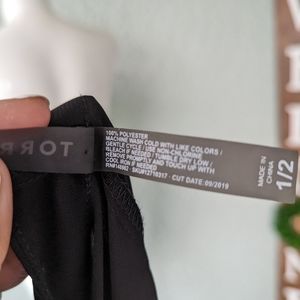 TORR
100% POLYESTER
MACHINE WASH COLD WITH LIKE COLORS /
GENTLE CYCLE / USE NON-CHLORINE
BLEACH IF NEEDED / TUMBLE DRY LOW /
REMOVE PROMPTLY AND TOUCH UP WITH
COOL IRON IF NEEDED
SKU#12710317 · CUT DATE:09/2019
MADE IN
CHINA
1/2